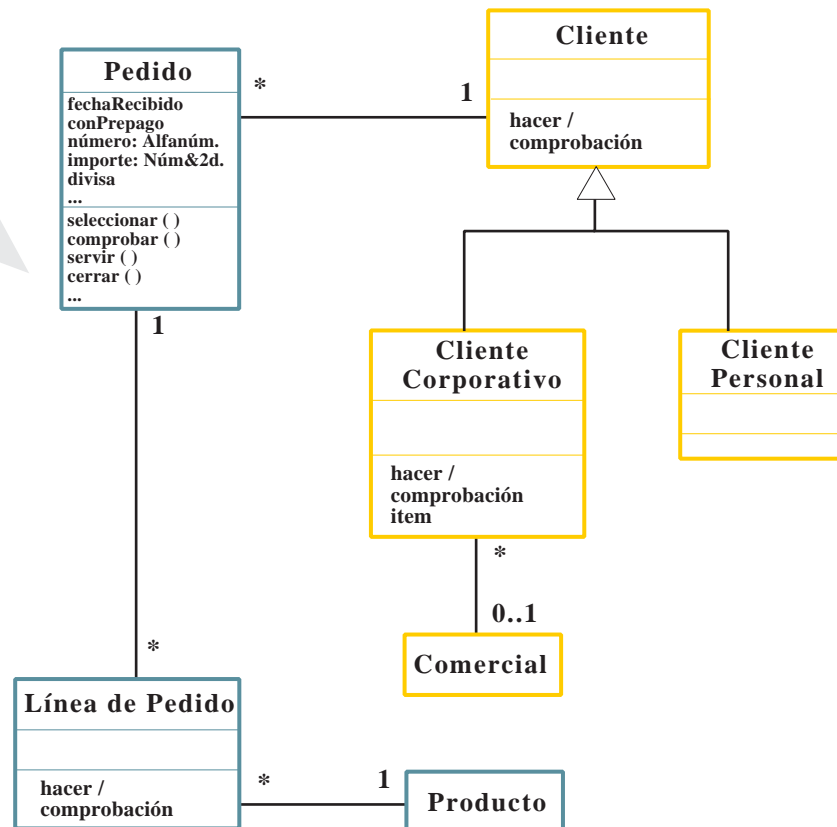 Cliente
hacer /
comprobación
Pedido
fechaRecibido
conPrepago
número: Alfanúm.
importe: Núm&2d.
divisa
...
seleccionar ( )
comprobar ( )
servir ( )
cerrar ( )
...
*
1
1
*
Cliente
Corporativo
hacer /
comprobación
item
Cliente
Personal
*
0..1
Comercial
Línea de Pedido
hacer /
comprobación
*
1
Producto